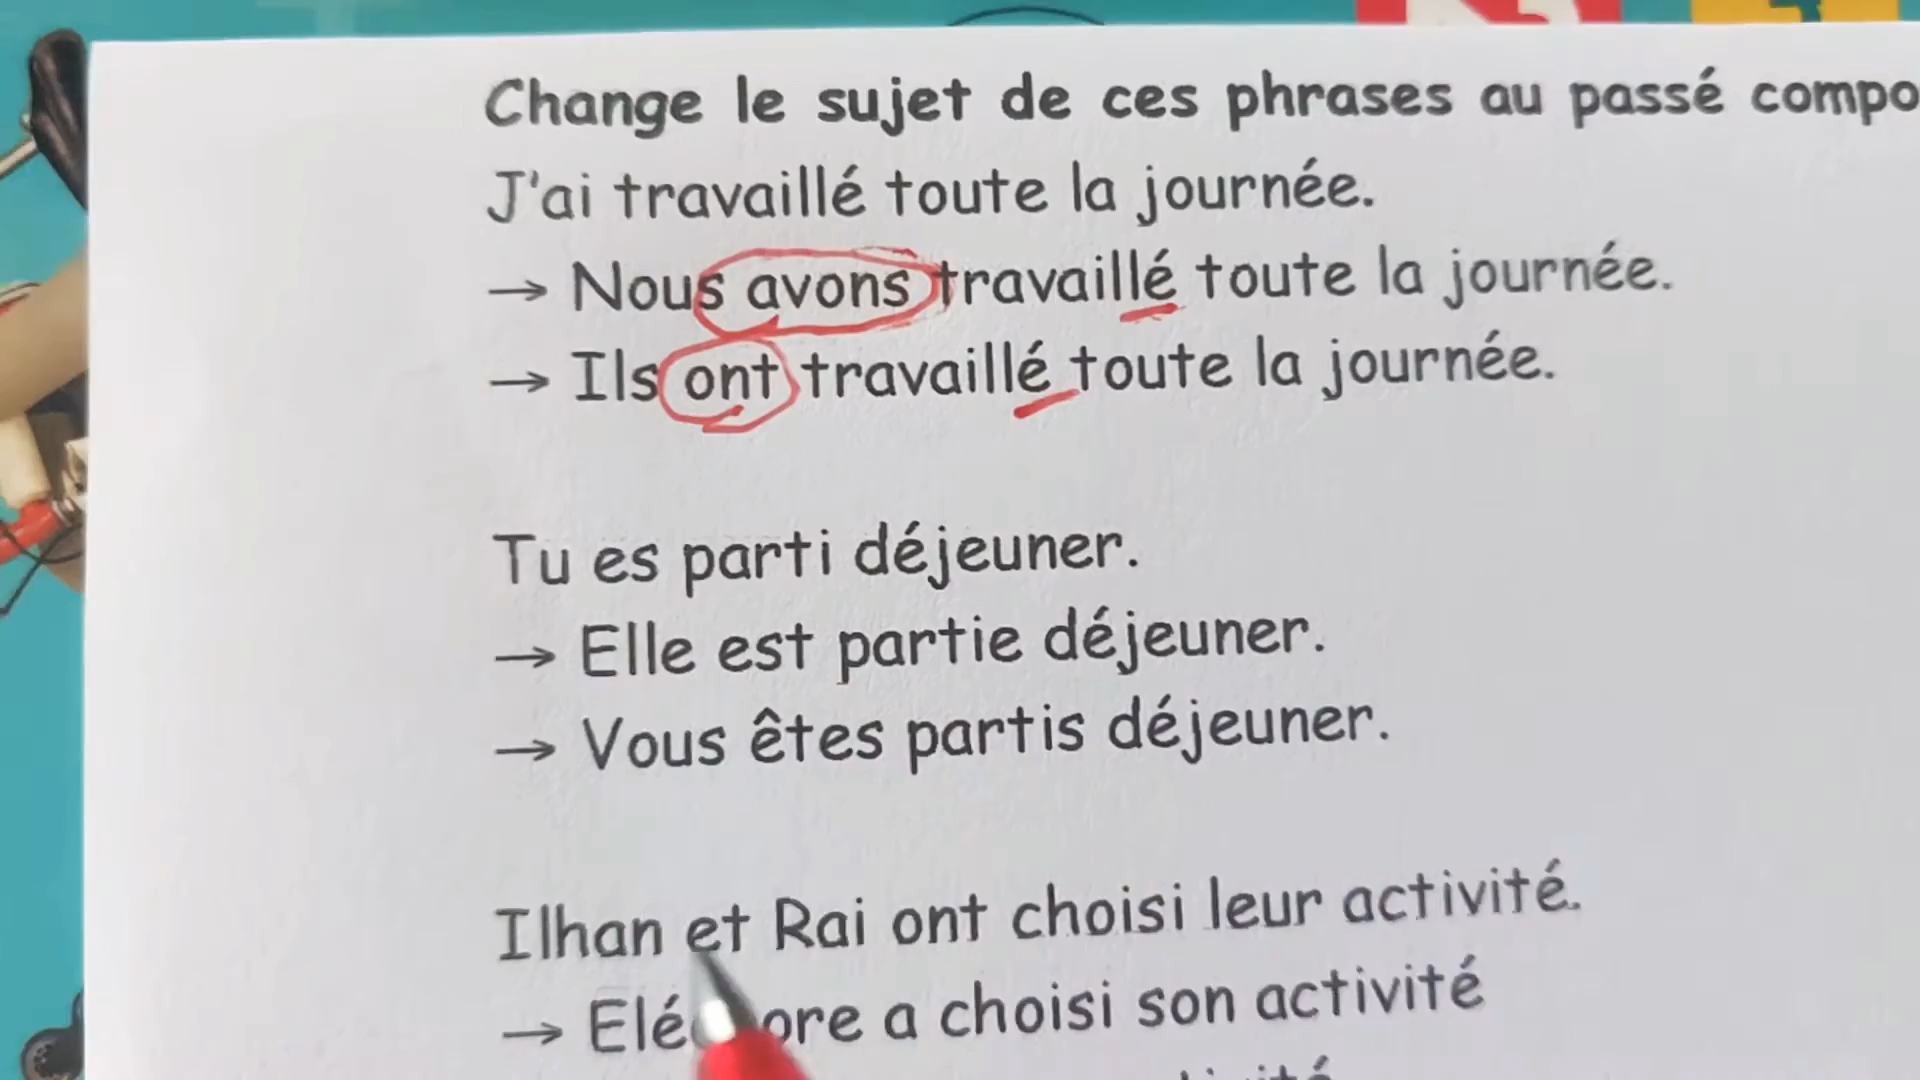 Change le sujet de ces phrases au passé compo
J'ai travaillé toute la journée.
→ Nous avons travaillé toute la journée.
→ Ils ont travaillé toute la journée.
Tu es parti déjeuner.
→ Elle est partie déjeuner.
→ Vous êtes partis déjeuner.
Ilhan et Rai ont choisi leur activité.
→ a choisi son activité